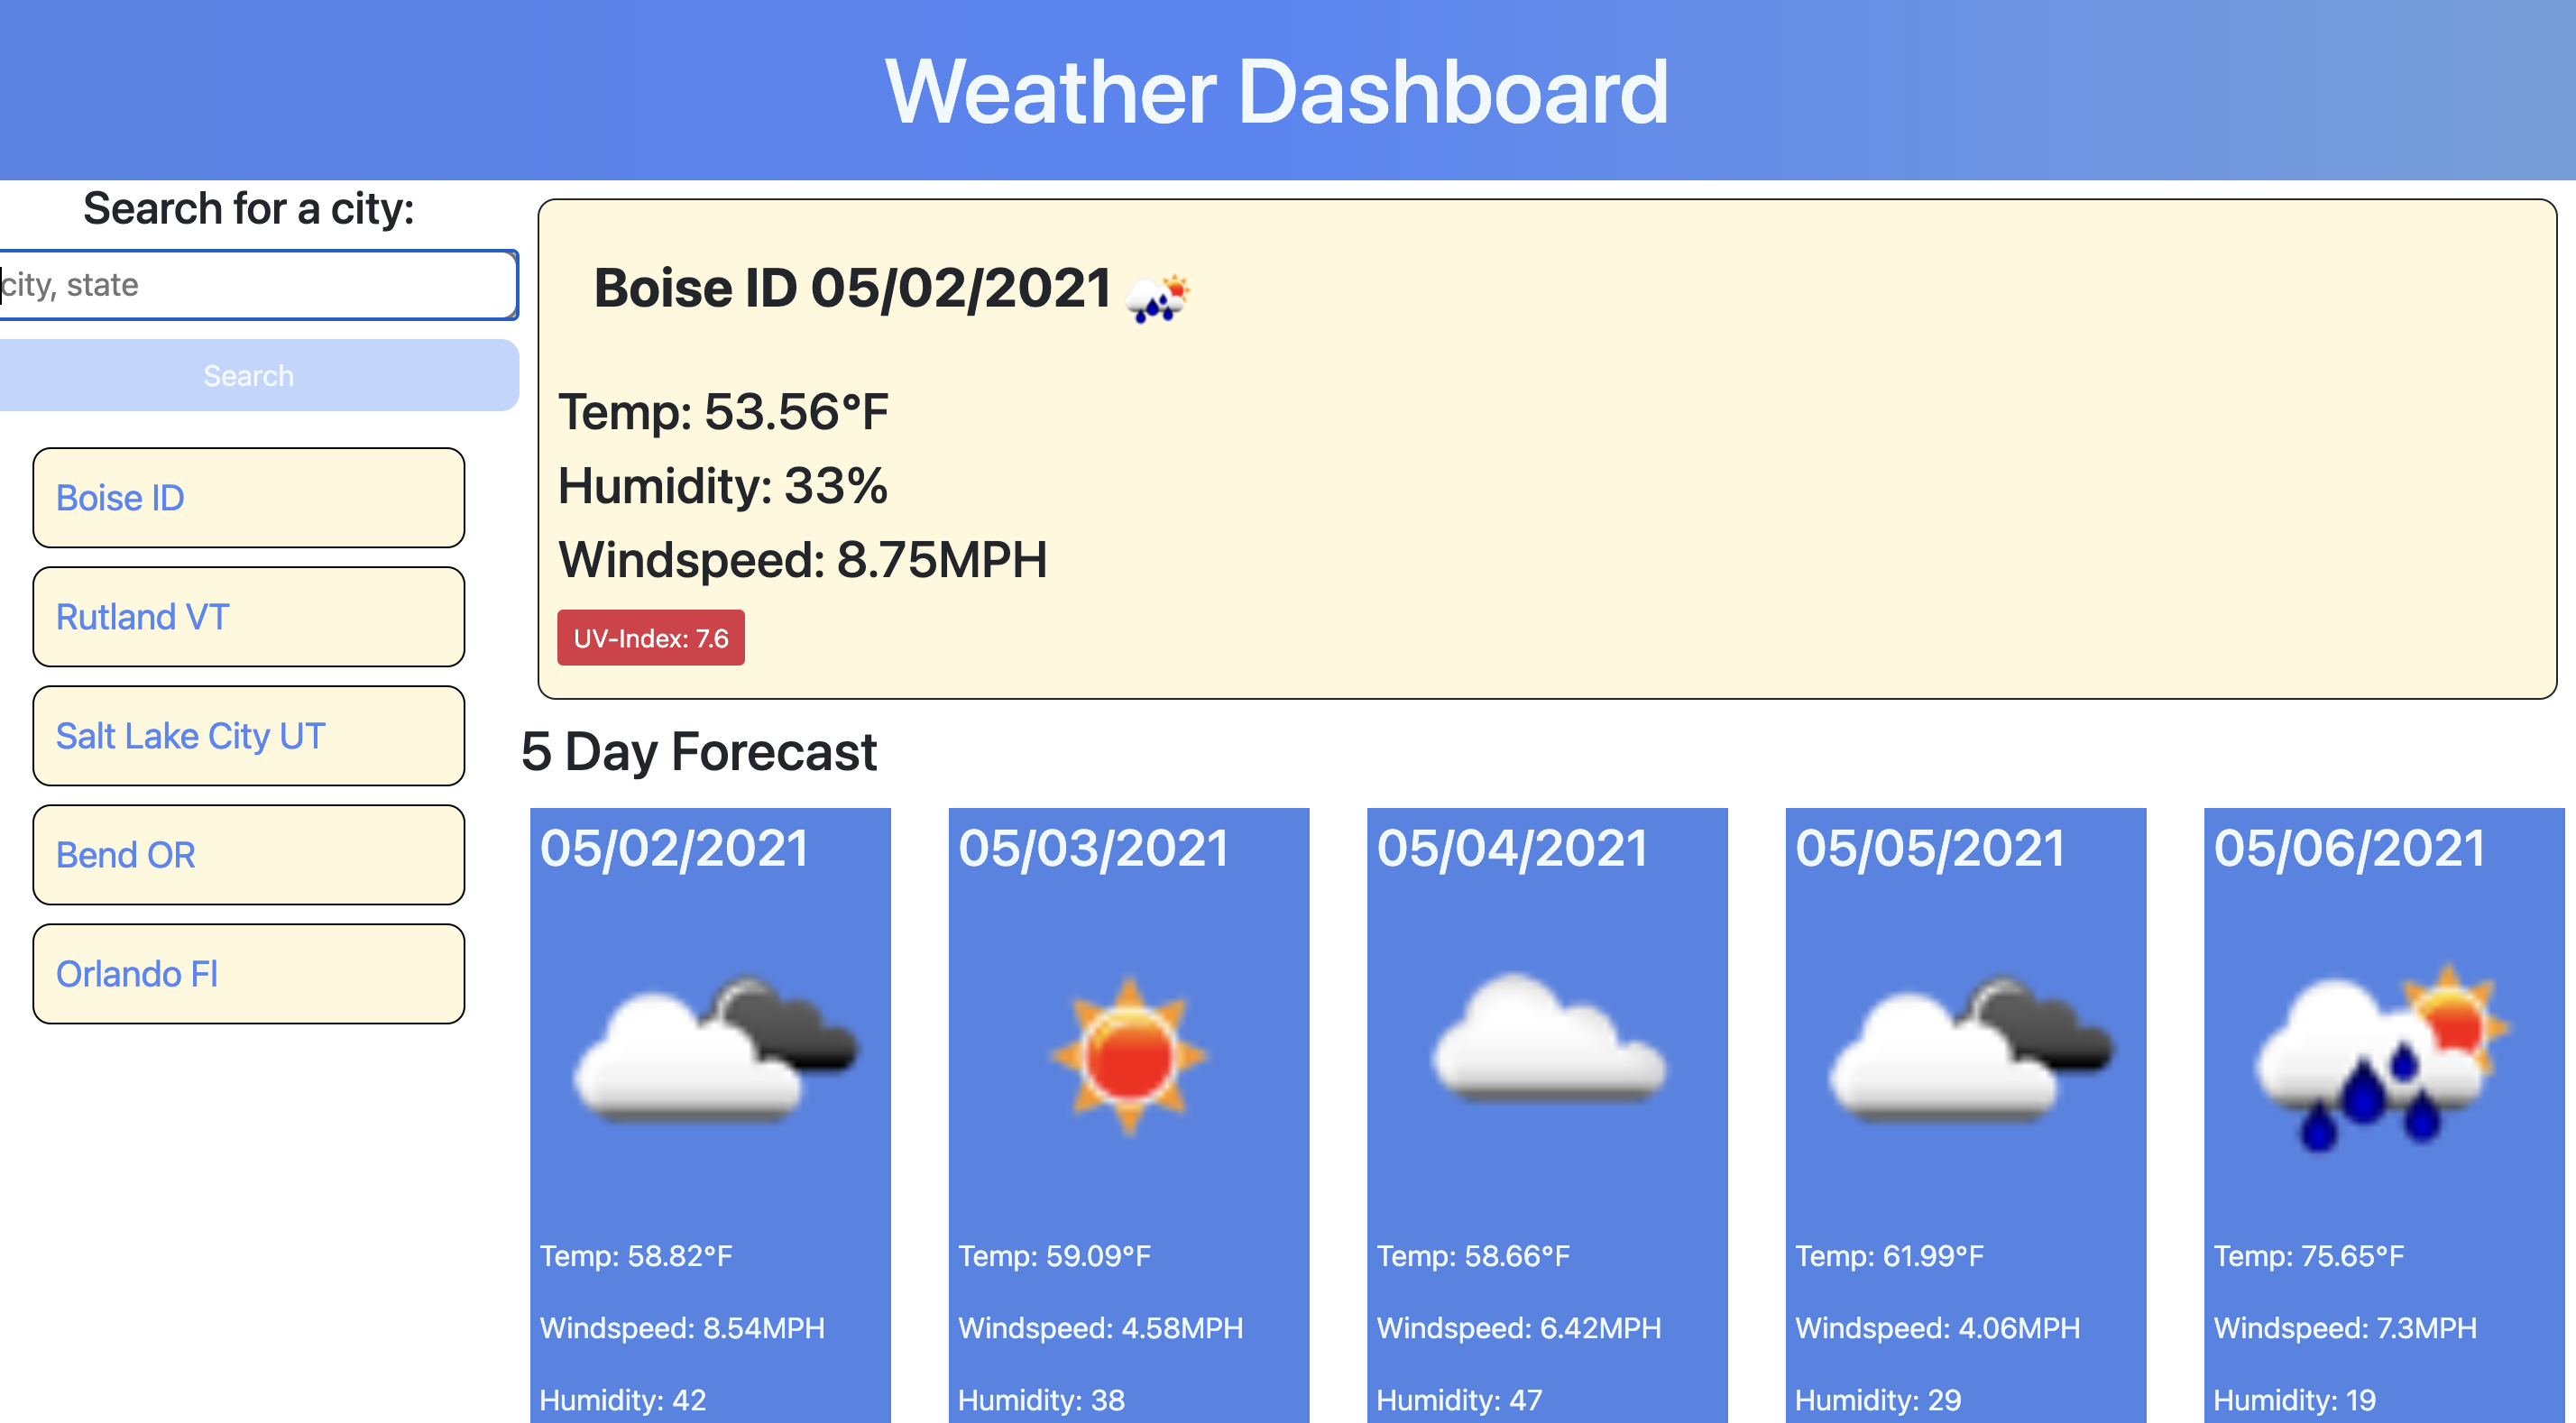 Weather Dashboard
Search for a city:
city, state
Search
Boise ID
Rutland VT
Salt Lake City UT
Bend OR
Orlando Fl
Boise ID 05/02/2021
Temp: 53.56°F
Humidity: 33%
Windspeed: 8.75MPH
UV-Index: 7.6
5 Day Forecast
05/02/2021
Temp: 58.82°F
Windspeed: 8.54MPH
Humidity: 42
05/03/2021
Temp: 59.09°F
Windspeed: 4.58MPH
Humidity: 38
05/04/2021
Temp: 58.66°F
Windspeed: 6.42MPH
Humidity: 47
05/05/2021
Temp: 61.99°F
Windspeed: 4.06MPH
Humidity: 29
05/06/2021
Temp: 75.65°F
Windspeed: 7.3MPH
Humidity: 19